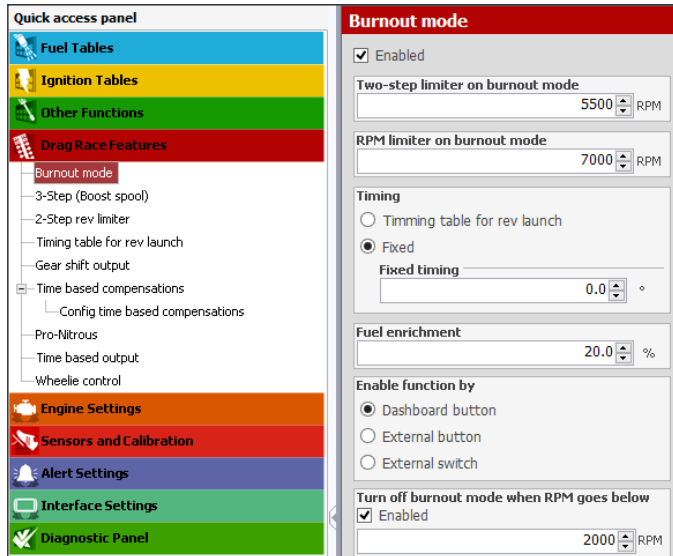 Quick access panel
Fuel Tables
Ignition Tables
Other Functions
Drag Race Features
Burnout mode
3-Step (Boost spool)
2-Step rev limiter
Timing table for rev launch
Gear shift output
Time based compensations
Config time based compensations
Pro-Nitrous
Time based output
Wheelie control
Engine Settings
Sensors and Calibration
Alert Settings
Interface Settings
Diagnostic Panel
Burnout mode
Enabled
Two-step limiter on burnout mode
5500 RPM
RPM limiter on burnout mode
7000 RPM
Timing
Timming table for rev launch
Fixed
Fixed timing
0.0 °
Fuel enrichment
20.0 %
Enable function by
Dashboard button
External button
External switch
Turn off burnout mode when RPM goes below
Enabled
2000 RPM